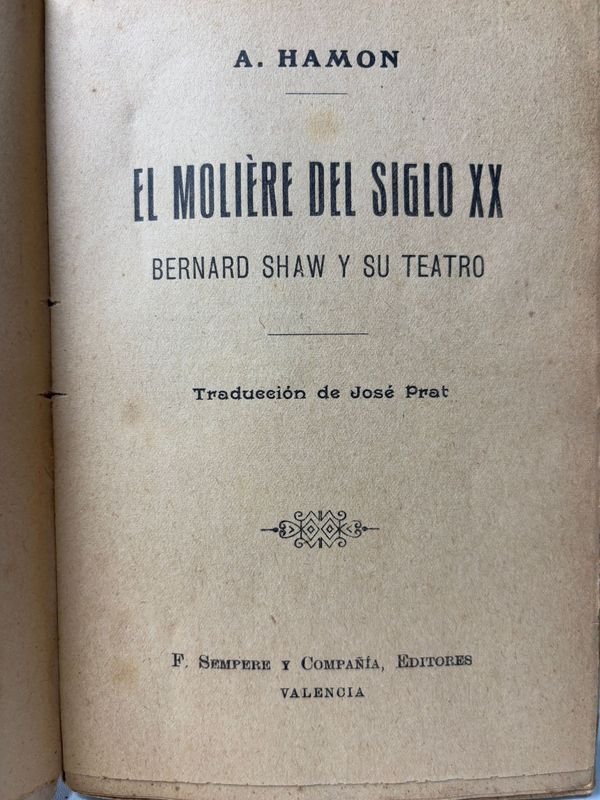 A. HAMON
EL MOLIÈRE DEL SIGLO XX
BERNARD SHAW Y SU TEATRO
Traducción de José Prat
F. SEMPERE Y COMPAÑÍA, EDITORES
VALENCIA